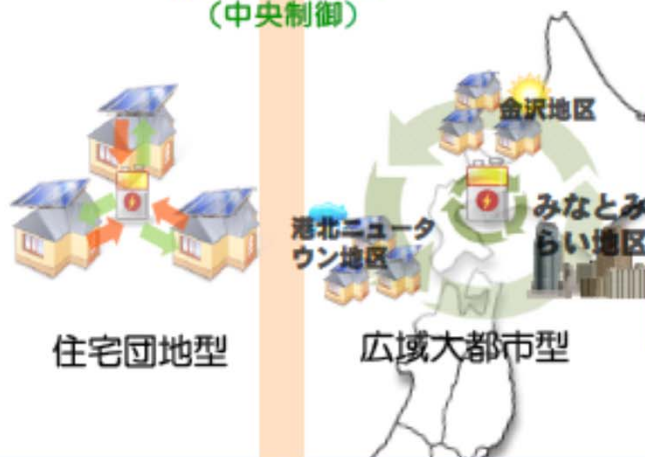 (中央制御)
金沢地区
みなとみ
らい地区
港北ニュータ
ウン地区
住宅団地型
広域大都市型